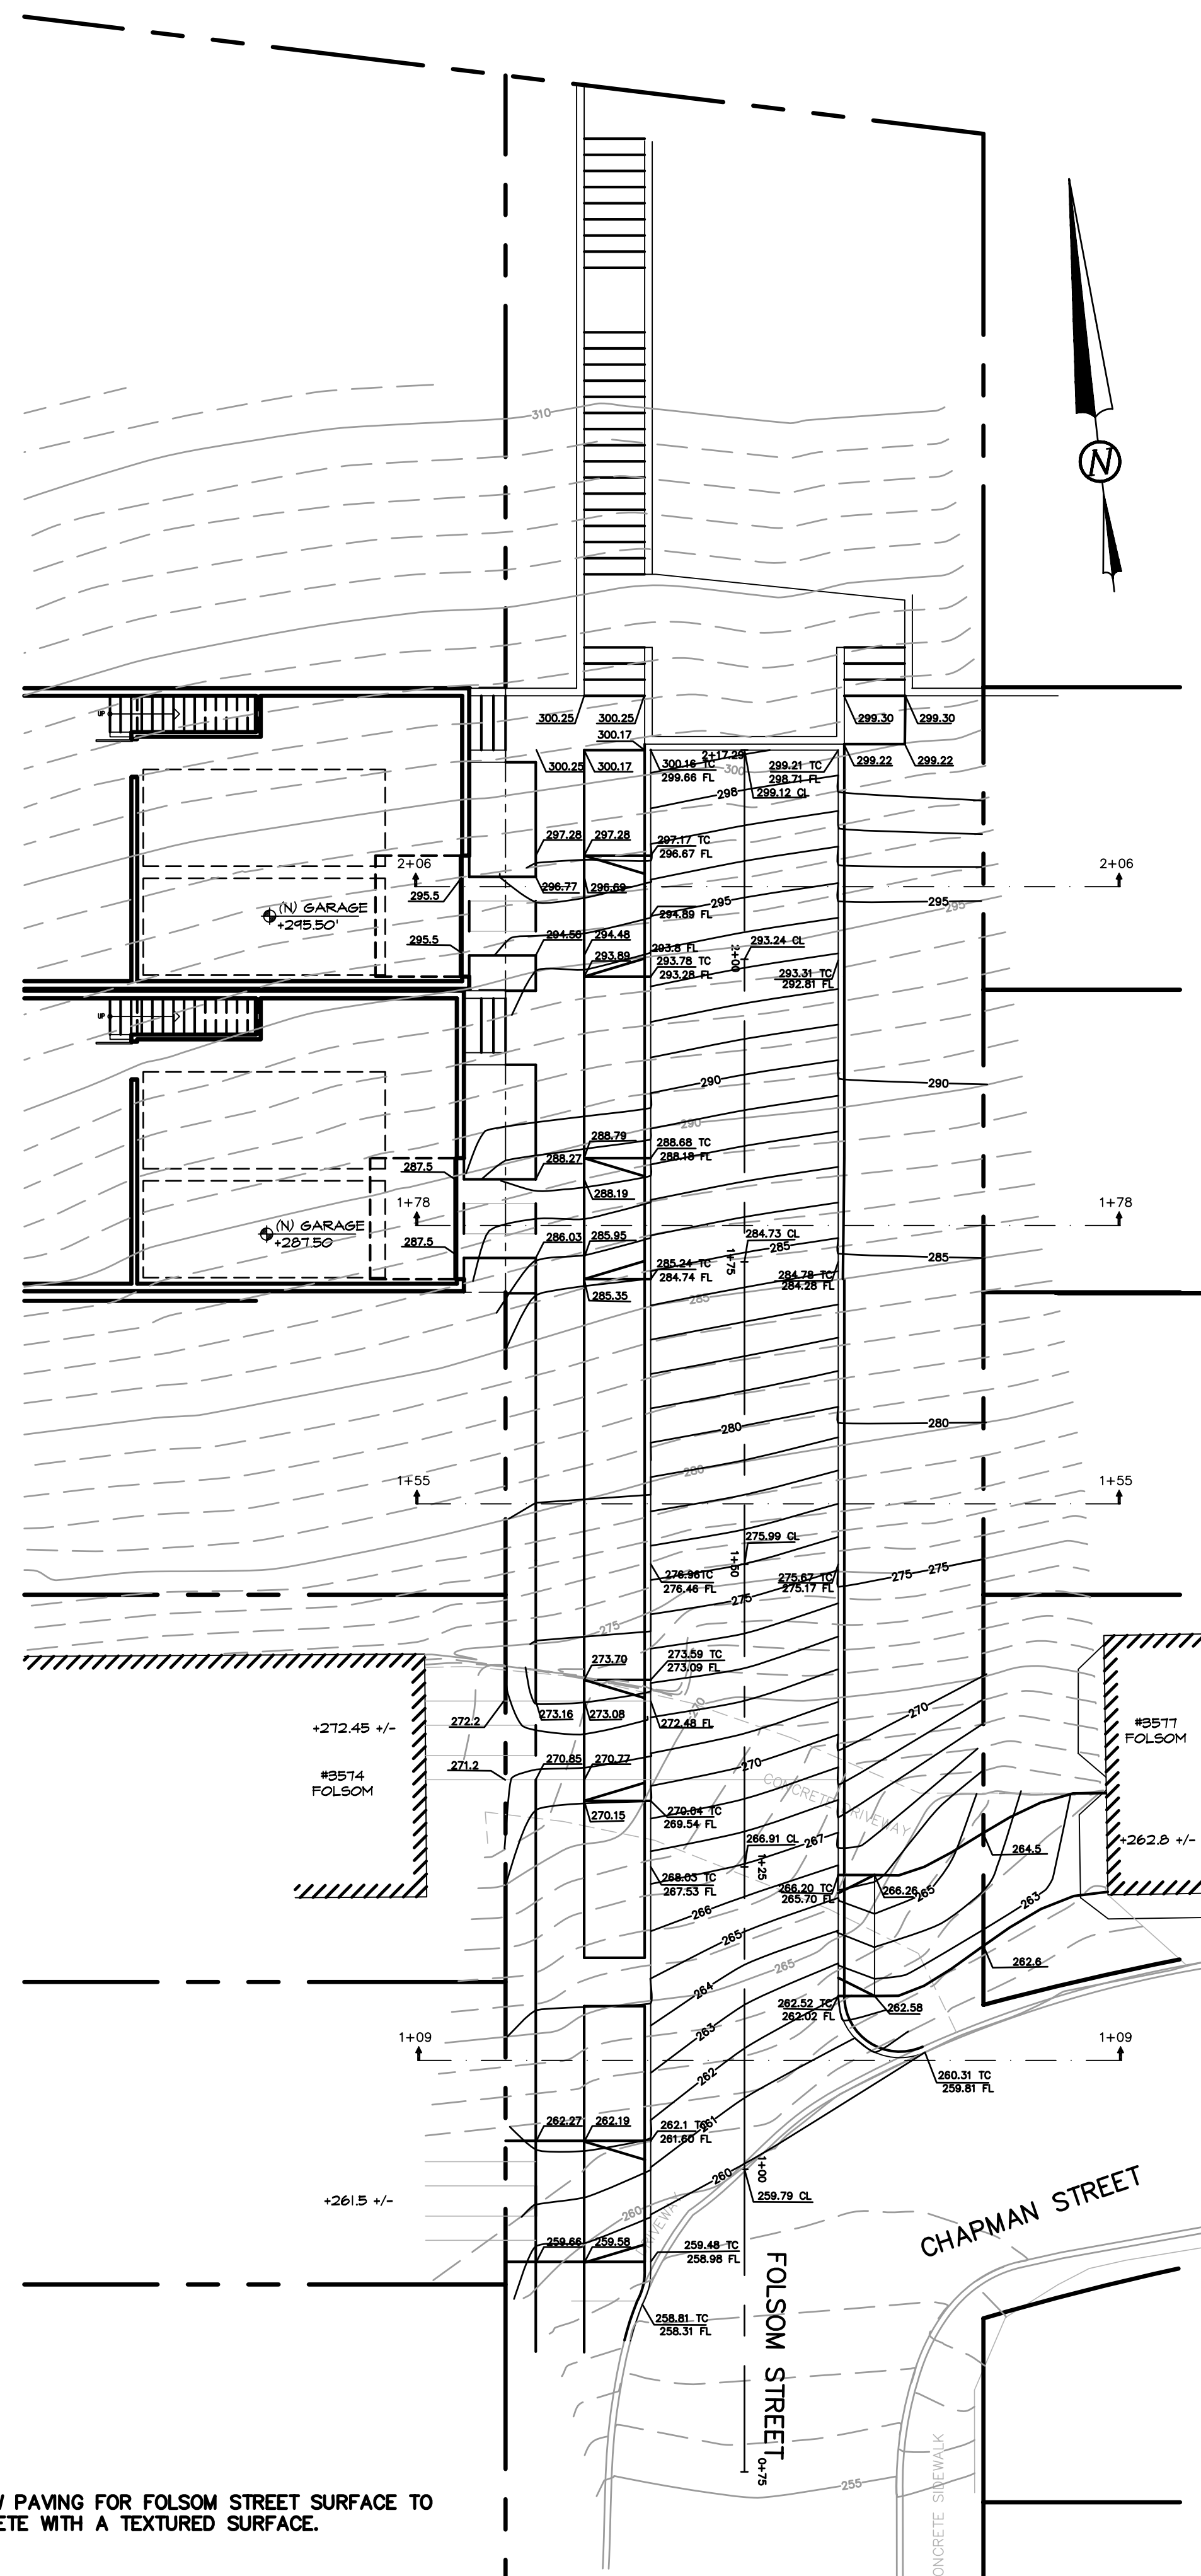 310
N
UP
300.25
300.25
299.30
299.30
300.17
2+17.29
300.25
300.17
300.16 TC
299.66 FL
300
299.21 TC
298.71 FL
299.12 CL
299.22
299.22
298
297.28
297.28
297.17 TC
296.67 FL
2+06
2+06
296.77
296.69
295.5
295
295
295
(N) GARAGE
+295.50'
294.89 FL
294.56
294.48
295.5
293.89
293.8 FL
293.78 TC
293.28 FL
2+00
293.24 CL
293.31 TC
292.81 FL
UP
290
290
290
288.79
288.68 TC
288.18 FL
287.5
288.27
288.19
1+78
1+78
(N) GARAGE
+287.50
287.5
286.03
285.95
284.73 CL
285
285
1+75
285.24 TC
284.74 FL
284.78 TC
284.28 FL
285.35
285
280
280
280
1+55
1+55
275.99 CL
1+50
276.96TC
276.46 FL
275.67 TC
275.17 FL
275
275
275
275
273.70
273.59 TC
273.09 FL
270
270
272.2
273.16
273.08
272.48 FL
+272.45 +/-
#3577
FOLSOM
271.2
270.85
270.77
270
#3574
FOLSOM
CONCRETE DRIVEWAY
270.15
270.04 TC
269.54 FL
267
266.91 CL
1+25
264.5
+262.8 +/-
268.03 TC
267.53 FL
266.20 TC
265.70 FL
266.26
265
263
266
265
265
262.6
264
262.52 TC
262.02 FL
262.58
263
1+09
1+09
262
260.31 TC
259.81 FL
262.27
262.19
262.1 TC
261.60 FL
261
1+00
260
259.79 CL
+261.5 +/-
260
DRIVEWAY
CHAPMAN STREET
259.66
259.58
259.48 TC
258.98 FL
258.81 TC
258.31 FL
FOLSOM STREET
0+75
255
SIDEWALK
PAVING FOR FOLSOM STREET SURFACE TO
WITH A TEXTURED SURFACE.